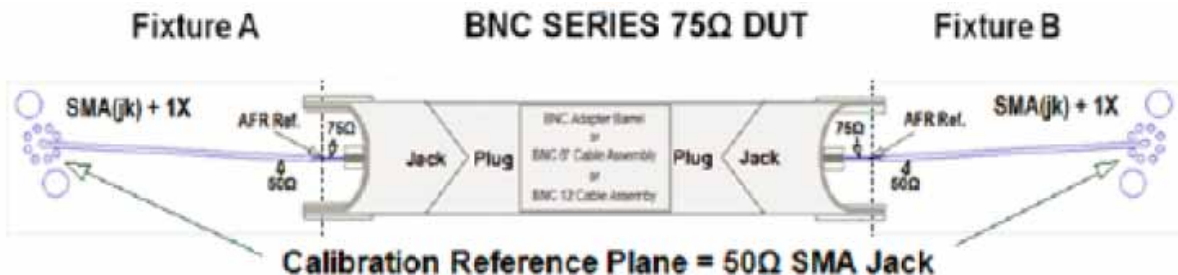 Fixture A
BNC SERIES 75Ω DUT
Fixture B
SMA(jk) + 1X
AFR Ref.
75Ω
50Ω
Jack
Plug
BNC Adapter Barrel
or
BNC 6' Cable Assembly
or
BNC 12' Cable Assembly
Plug
Jack
75Ω
AFR Ref.
50Ω
SMA(jk) + 1X
Calibration Reference Plane = 50Ω SMA Jack